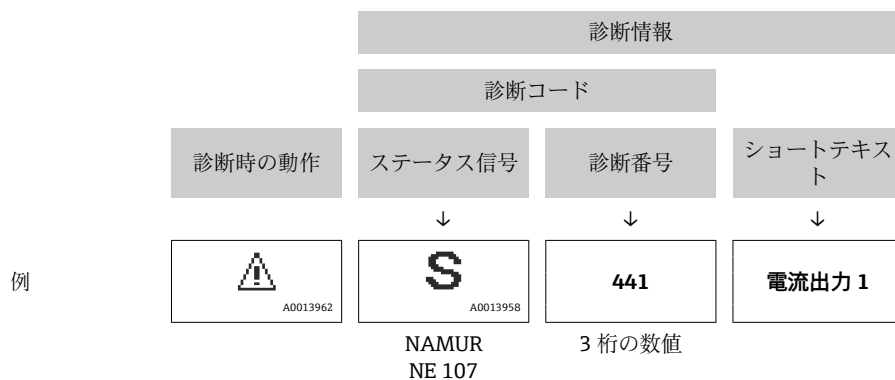 診断情報
診断コード
診断時の動作
ステータス信号
診断番号
ショートテキス
ト
↓
↓
↓
例
A0013962
S
A0013958
441
電流出力 1
NAMUR
NE 107
3 桁の数値